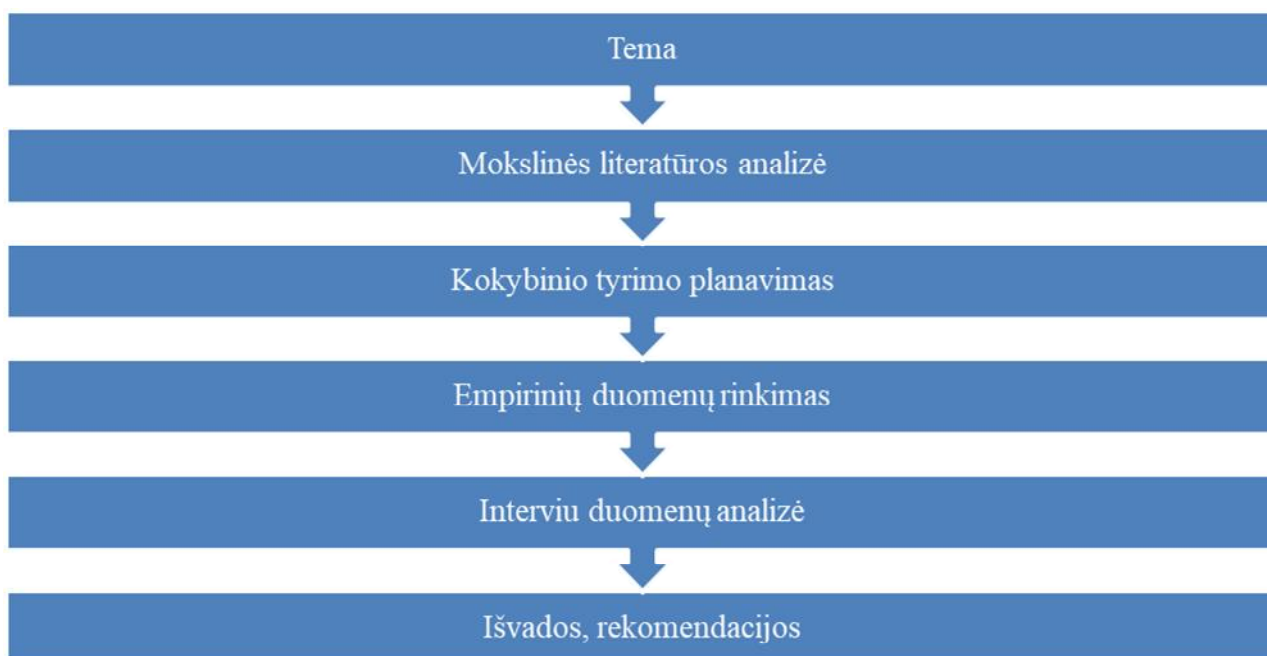 Tema
Mokslinės literatūros analizė
Kokybinio tyrimo planavimas
Empirinių duomenų rinkimas
Interviu duomenų analizė
Išvados, rekomendacijos